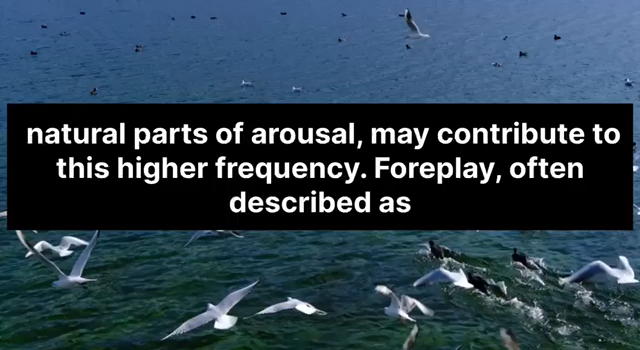 natural parts of arousal, may contribute to
this higher frequency. Foreplay, often
described as